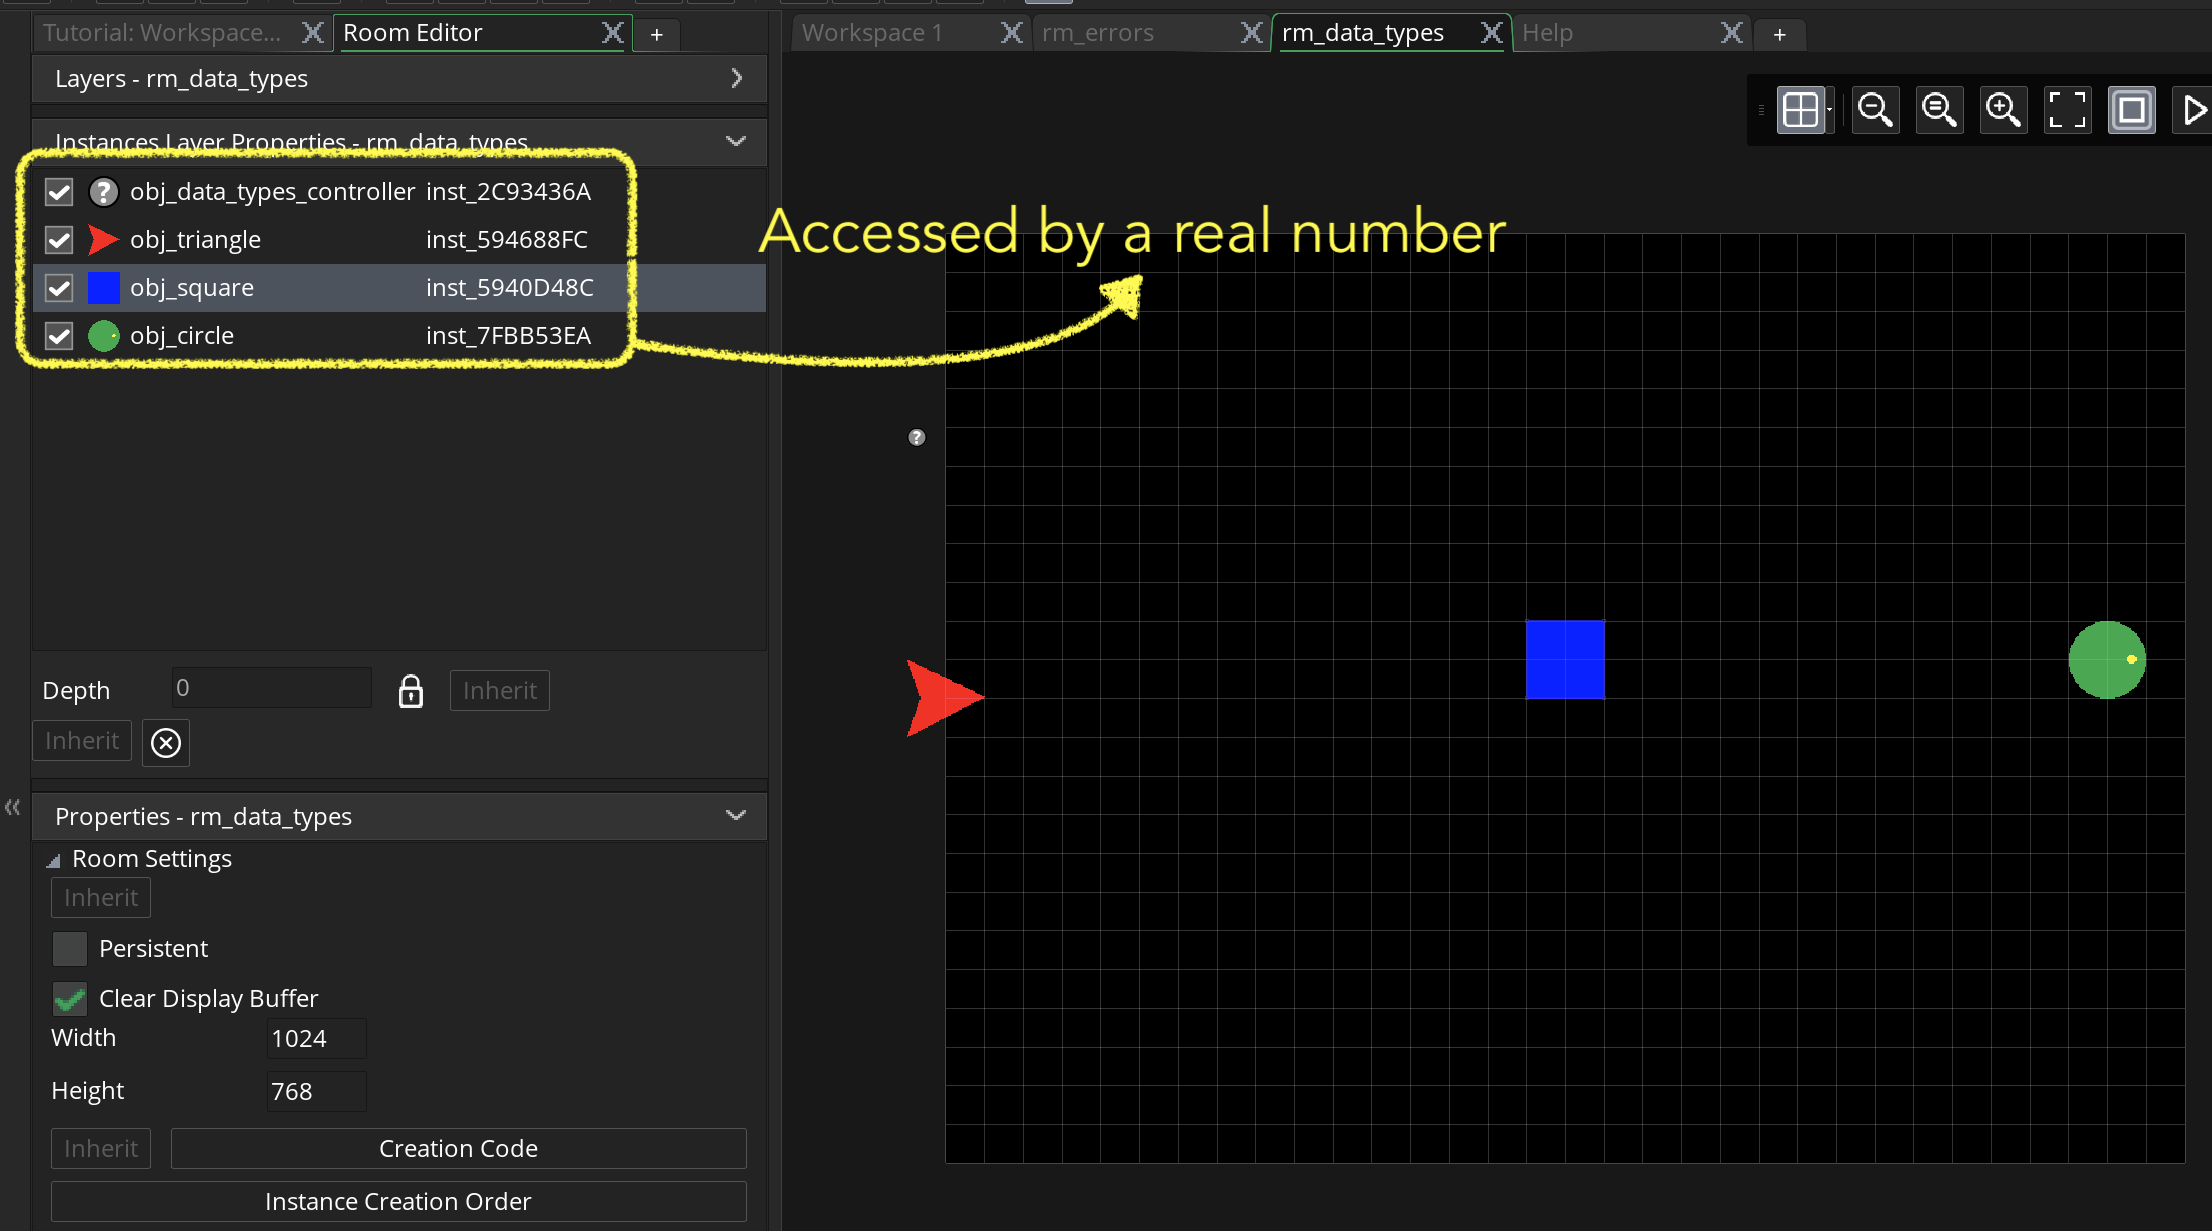 Tutorial: Workspace...
Room Editor
+
Workspace 1
rm_errors
rm_data_types
Help
+
Layers - rm_data_types
Instances Layer Properties - rm_data_types
obj_data_types_controller inst_2C93436A
obj_triangle inst_594688FC
obj_square inst_5940D48C
obj_circle inst_7FBB53EA
Accessed by a real number
?
Depth 0 Inherit
Inherit
Properties - rm_data_types
Room Settings
Inherit
Persistent
Clear Display Buffer
Width 1024
Height 768
Inherit Creation Code
Instance Creation Order